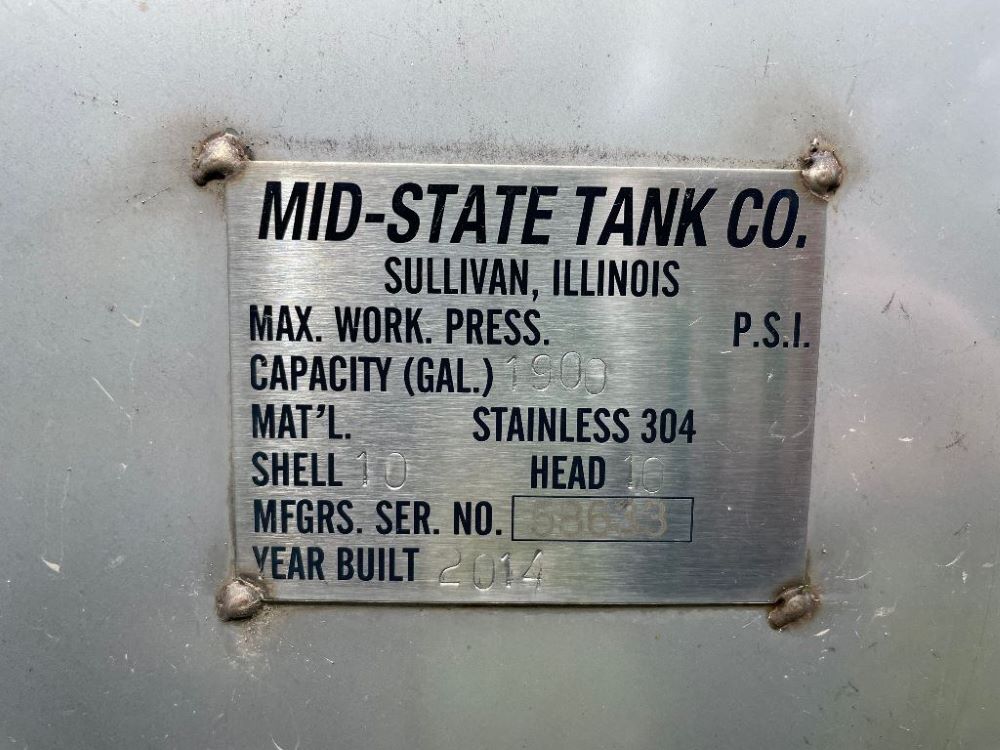 MID-STATE TANK CO.
SULLIVAN, ILLINOIS
MAX. WORK. PRESS. P.S.I.
CAPACITY (GAL.) 1900
MAT'L. STAINLESS 304
SHELL 10 HEAD 10
MFGRS. SER. NO. 58633
YEAR BUILT 2014